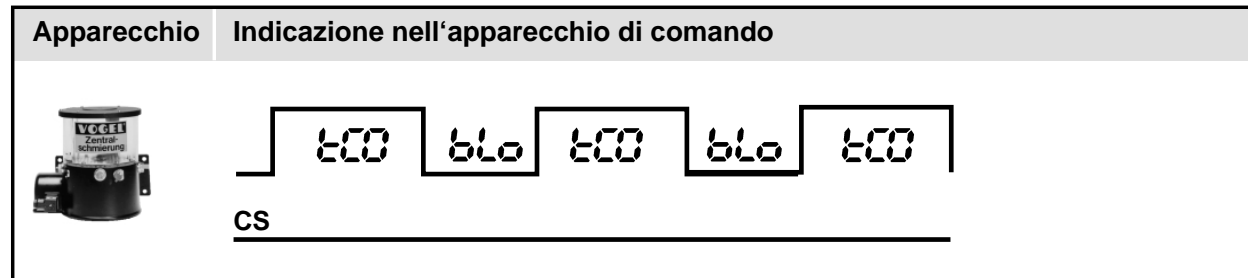 Apparecchio Indicazione nell‘apparecchio di comando
VOGEL
Zentral-
schmierung
tCO bLo tCO bLo tCO
CS